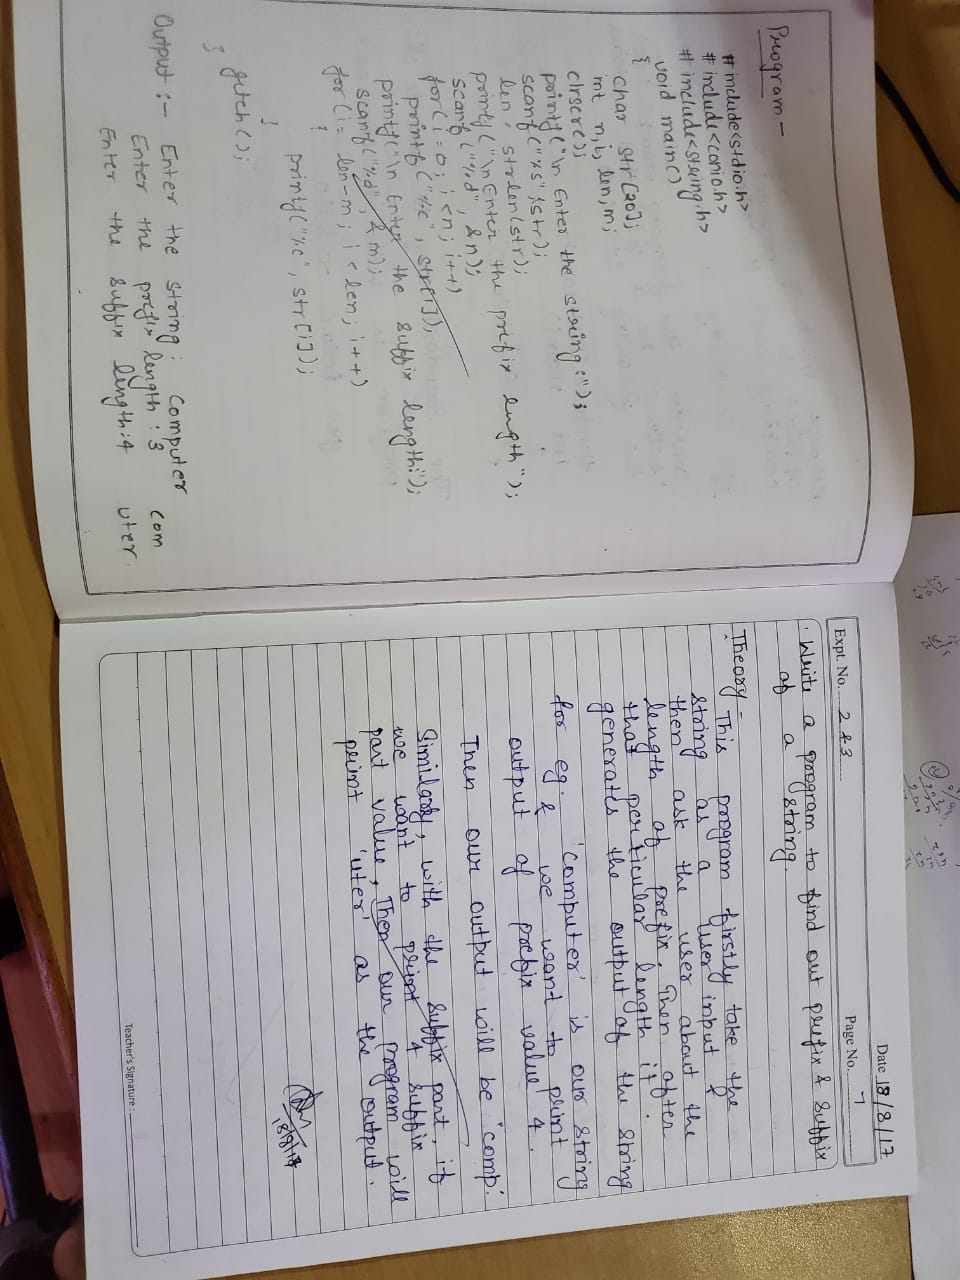 Program -
# include<stdio.h>
# include<conio.h>
# include<string.h>
void main()
{
char str[20];
int n, i, len, m;
clrscr();
printf("\n Enter the string:");
scanf("%s", str);
len = strlen(str);
printf("\n Enter the prefix length");
scanf("%d", &n);
for(i=0; i<n; i++)
printf("%c", str[i]);
printf("\n Enter the suffix length:");
scanf("%d", &m);
for(i= len-m; i<len; i++)
{
printf("%c", str[i]);
}
getch();
}
Output :- Enter the string: Computer
Enter the prefix length : 3 com
Enter the suffix length:4 uter.
Date 18/8/17
Expt. No. 2 & 3 Page No. 7
Write a program to find out prefix & suffix
of a string.
Theory - This program firstly take the
string as a user input &
then ask the user about the
length of prefix. Then after
that perticular length it
generates the output of the string
for eg. 'computer' is our string
& we want to print
output of prefix value 4.
Then our output will be 'comp'.
Similarly, with the suffix part, if
we want to print 4 suffix
part value, Then our program will
print 'uter' as the output.
Teacher's Signature :